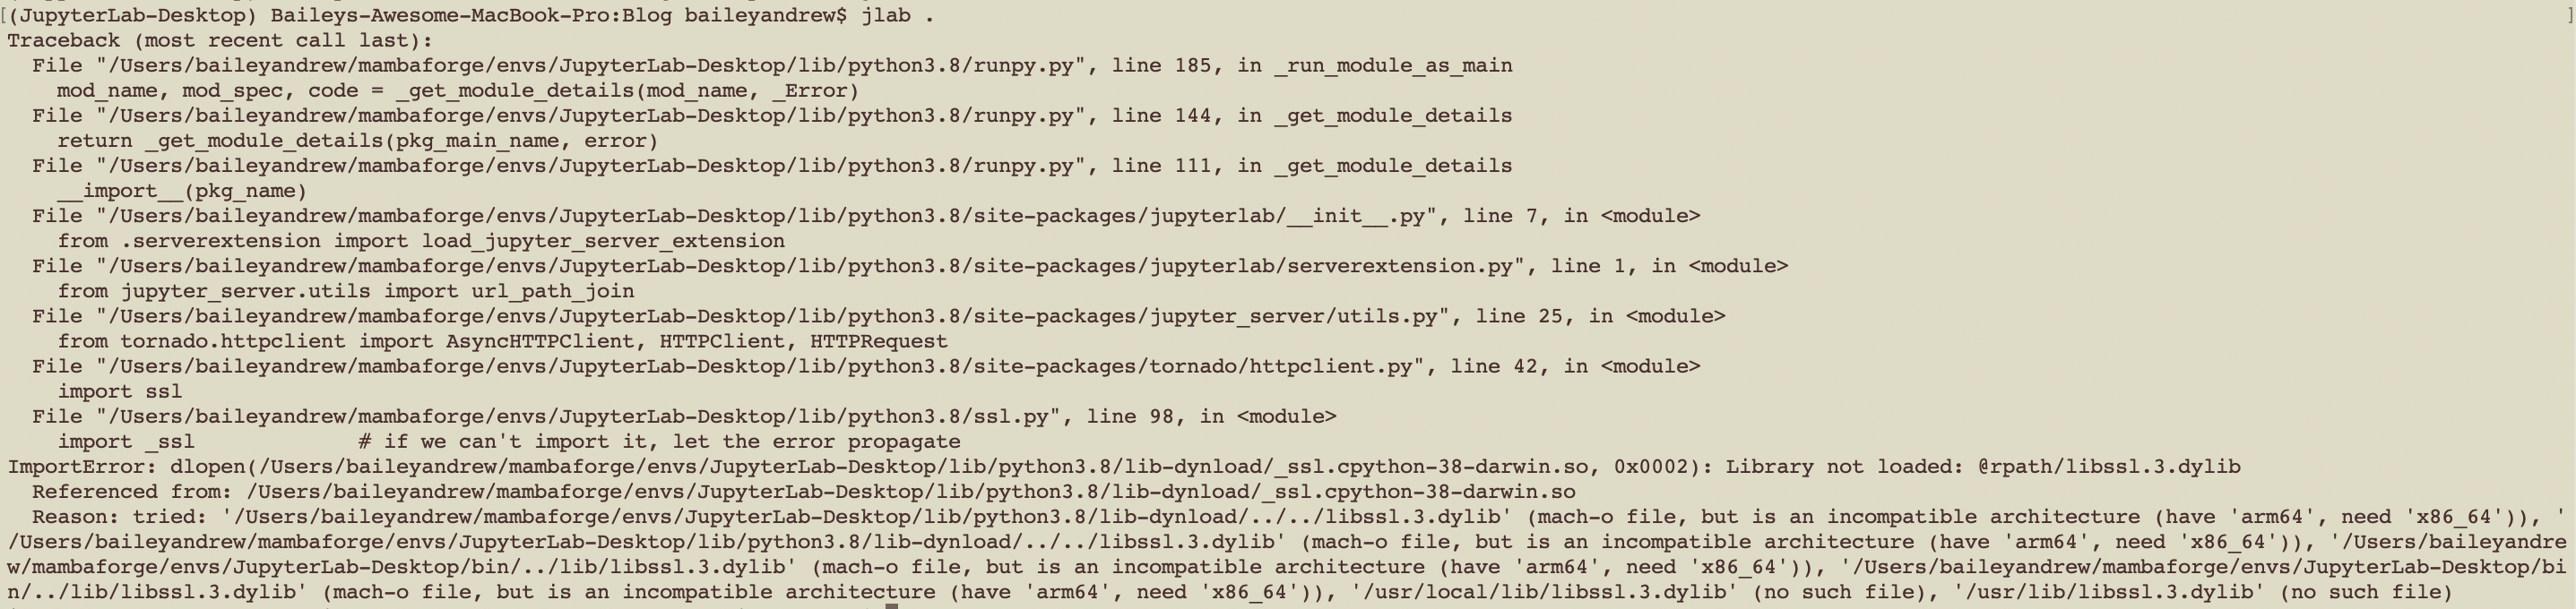 [(JupyterLab-Desktop) Baileys-Awesome-MacBook-Pro:Blog baileyandrew$ jlab . ]
Traceback (most recent call last):
  File "/Users/baileyandrew/mambaforge/envs/JupyterLab-Desktop/lib/python3.8/runpy.py", line 185, in _run_module_as_main
    mod_name, mod_spec, code = _get_module_details(mod_name, _Error)
  File "/Users/baileyandrew/mambaforge/envs/JupyterLab-Desktop/lib/python3.8/runpy.py", line 144, in _get_module_details
    return _get_module_details(pkg_main_name, error)
  File "/Users/baileyandrew/mambaforge/envs/JupyterLab-Desktop/lib/python3.8/runpy.py", line 111, in _get_module_details
    __import__(pkg_name)
  File "/Users/baileyandrew/mambaforge/envs/JupyterLab-Desktop/lib/python3.8/site-packages/jupyterlab/__init__.py", line 7, in <module>
    from .serverextension import load_jupyter_server_extension
  File "/Users/baileyandrew/mambaforge/envs/JupyterLab-Desktop/lib/python3.8/site-packages/jupyterlab/serverextension.py", line 1, in <module>
    from jupyter_server.utils import url_path_join
  File "/Users/baileyandrew/mambaforge/envs/JupyterLab-Desktop/lib/python3.8/site-packages/jupyter_server/utils.py", line 25, in <module>
    from tornado.httpclient import AsyncHTTPClient, HTTPClient, HTTPRequest
  File "/Users/baileyandrew/mambaforge/envs/JupyterLab-Desktop/lib/python3.8/site-packages/tornado/httpclient.py", line 42, in <module>
    import ssl
  File "/Users/baileyandrew/mambaforge/envs/JupyterLab-Desktop/lib/python3.8/ssl.py", line 98, in <module>
    import _ssl             # if we can't import it, let the error propagate
ImportError: dlopen(/Users/baileyandrew/mambaforge/envs/JupyterLab-Desktop/lib/python3.8/lib-dynload/_ssl.cpython-38-darwin.so, 0x0002): Library not loaded: @rpath/libssl.3.dylib
  Referenced from: /Users/baileyandrew/mambaforge/envs/JupyterLab-Desktop/lib/python3.8/lib-dynload/_ssl.cpython-38-darwin.so
  Reason: tried: '/Users/baileyandrew/mambaforge/envs/JupyterLab-Desktop/lib/python3.8/lib-dynload/../../libssl.3.dylib' (mach-o file, but is an incompatible architecture (have 'arm64', need 'x86_64')), '
/Users/baileyandrew/mambaforge/envs/JupyterLab-Desktop/lib/python3.8/lib-dynload/../../libssl.3.dylib' (mach-o file, but is an incompatible architecture (have 'arm64', need 'x86_64')), '/Users/baileyandre
w/mambaforge/envs/JupyterLab-Desktop/bin/../lib/libssl.3.dylib' (mach-o file, but is an incompatible architecture (have 'arm64', need 'x86_64')), '/Users/baileyandrew/mambaforge/envs/JupyterLab-Desktop/bi
n/../lib/libssl.3.dylib' (mach-o file, but is an incompatible architecture (have 'arm64', need 'x86_64')), '/usr/local/lib/libssl.3.dylib' (no such file), '/usr/lib/libssl.3.dylib' (no such file)